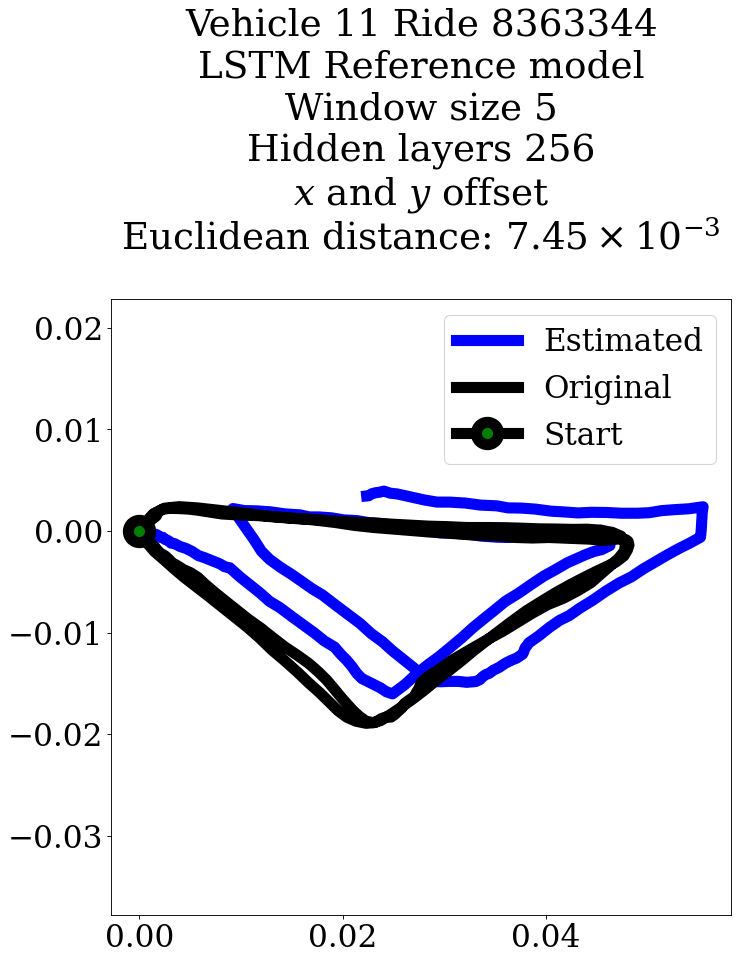 Vehicle 11 Ride 8363344
LSTM Reference model
Window size 5
Hidden layers 256
x and y offset
Euclidean distance: 7.45 × 10⁻³
Estimated
Original
Start
0.02
0.01
0.00
−0.01
−0.02
−0.03
0.00 0.02 0.04